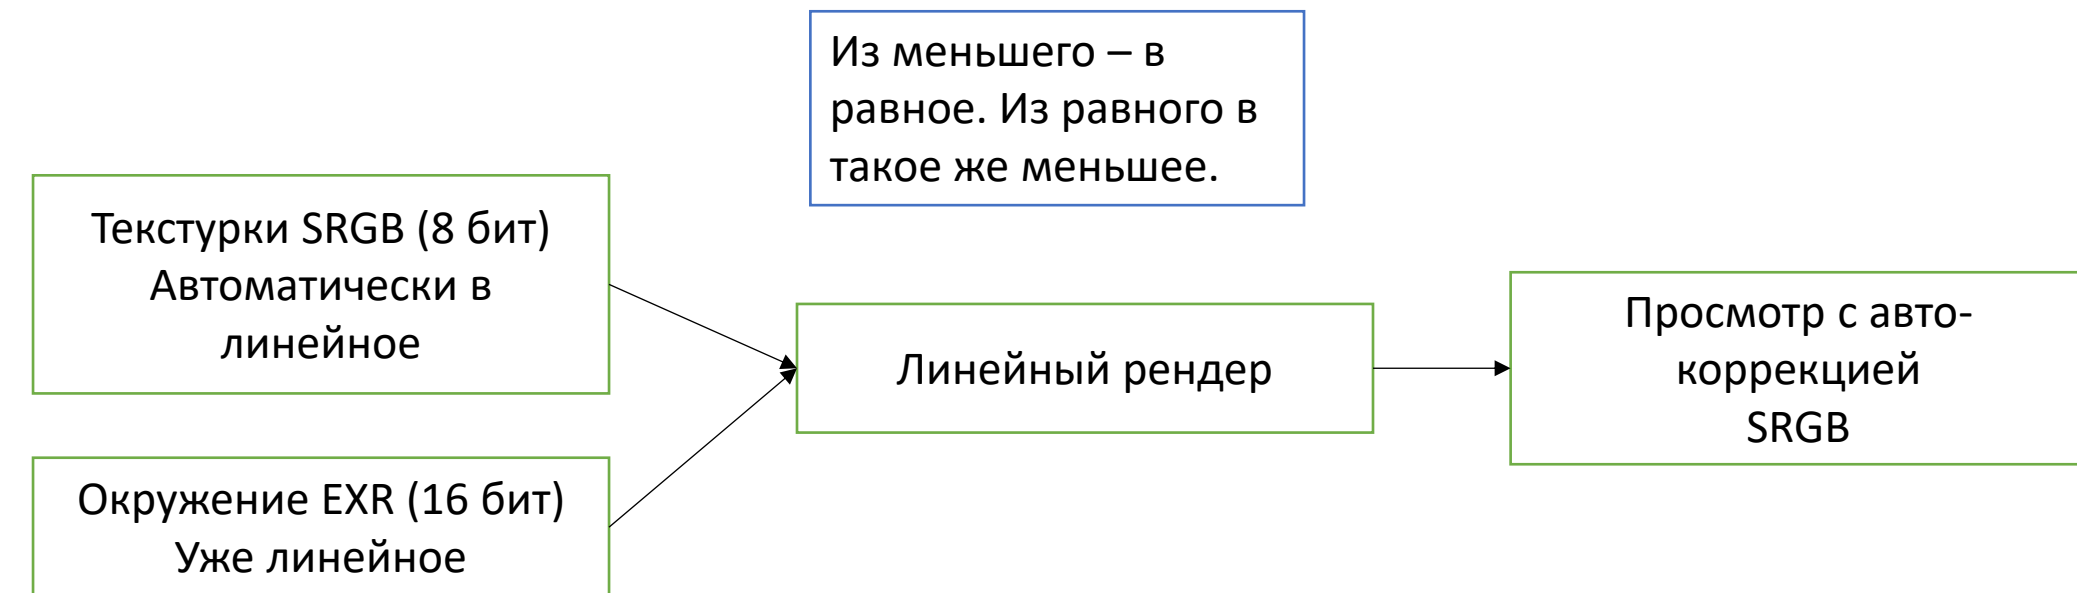 Из меньшего – в
равное. Из равного в
такое же меньшее.
Текстурки SRGB (8 бит)
Автоматически в
линейное
Окружение EXR (16 бит)
Уже линейное
Линейный рендер
Просмотр с авто-
коррекцией
SRGB